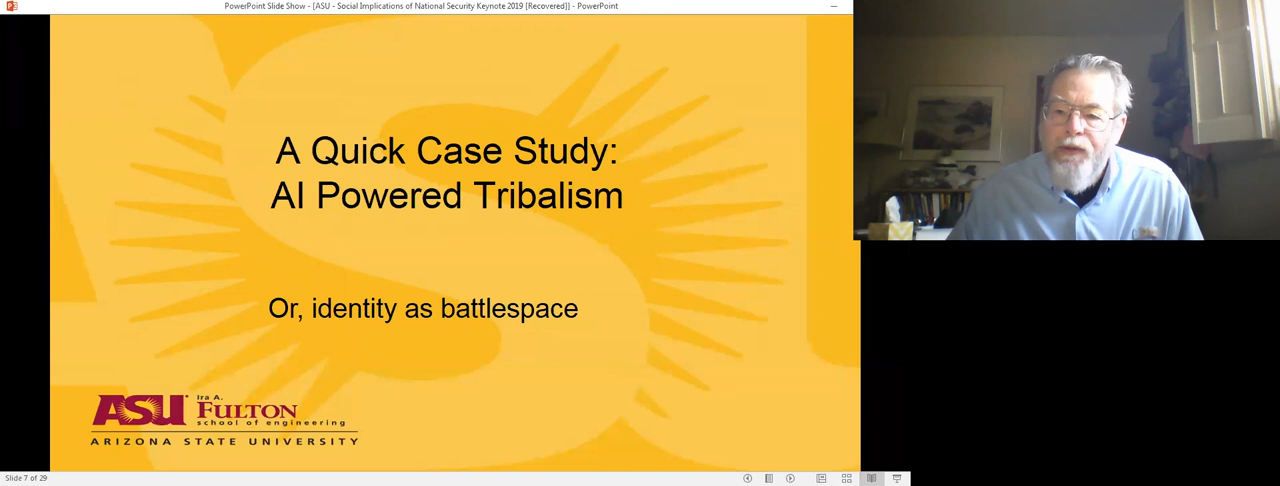 PowerPoint Slide Show - [ASU - Social Implications of National Security Keynote 2019 [Recovered]] - PowerPoint
A Quick Case Study:
AI Powered Tribalism
Or, identity as battlespace
ASU Ira A.
FULTON
school of engineering
ARIZONA STATE UNIVERSITY
Slide 7 of 29